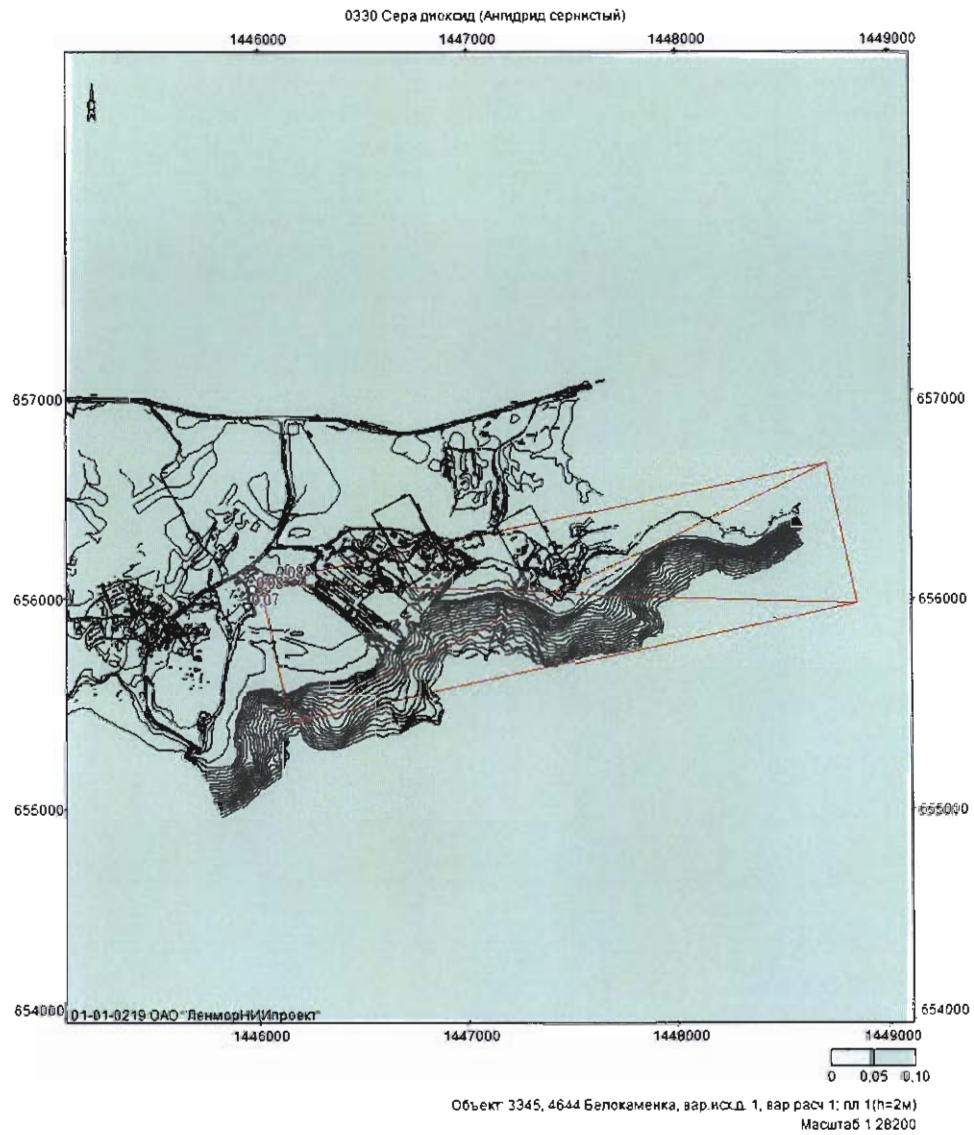 0330 Сера диоксид (Ангидрид сернистый)
1446000 1447000 1448000 1449000
657000 657000
0,07
656000 656000
655000
654000 654000
01-01-0219 ОАО "ЛенморНИИпроект"
1446000 1447000 1448000 1449000
0 0,05 0,10
Объект 3345, 4644 Белокаменка, вар.исх.д. 1, вар расч 1; пл 1(h=2м)
Масштаб 1 28200